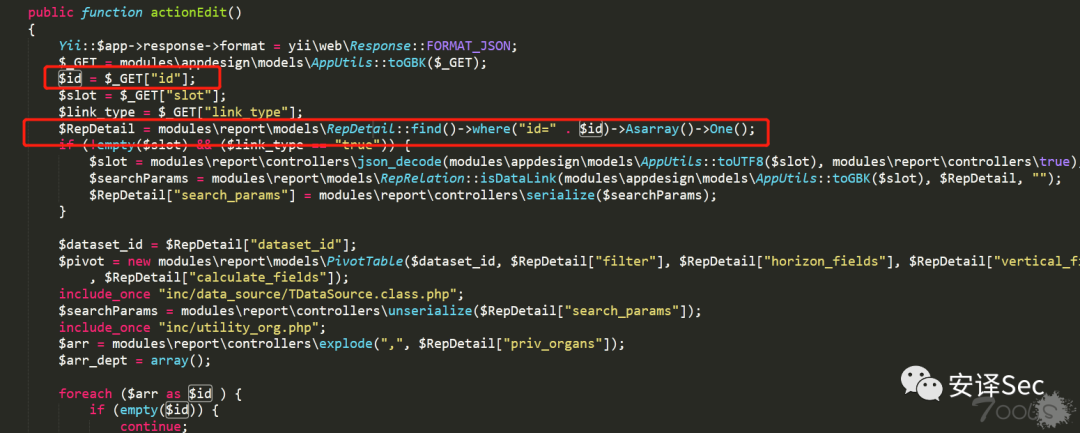 public function actionEdit()
{
    Yii::$app->response->format = yii\web\Response::FORMAT_JSON;
    $_GET = modules\appdesign\models\AppUtils::toGBK($_GET);
    $id = $_GET["id"];
    $slot = $_GET["slot"];
    $link_type = $_GET["link_type"];
    $RepDetail = modules\report\models\RepDetail::find()->where("id=" . $id)->Asarray()->One();
    if (!empty($slot) && ($link_type == "true")) {
        $slot = modules\report\controllers\json_decode(modules\appdesign\models\AppUtils::toUTF8($slot), modules\report\controllers\true);
        $searchParams = modules\report\models\RepRelation::isDataLink(modules\appdesign\models\AppUtils::toGBK($slot), $RepDetail, "");
        $RepDetail["search_params"] = modules\report\controllers\serialize($searchParams);
    }
    $dataset_id = $RepDetail["dataset_id"];
    $pivot = new modules\report\models\PivotTable($dataset_id, $RepDetail["filter"], $RepDetail["horizon_fields"], $RepDetail["vertical_fi
        , $RepDetail["calculate_fields"]);
    include_once "inc/data_source/TDataSource.class.php";
    $searchParams = modules\report\controllers\unserialize($RepDetail["search_params"]);
    include_once "inc/utility_org.php";
    $arr = modules\report\controllers\explode(",", $RepDetail["priv_organs"]);
    $arr_dept = array();
    foreach ($arr as $id ) {
        if (empty($id)) {
            continue;
安译Sec
7oolS